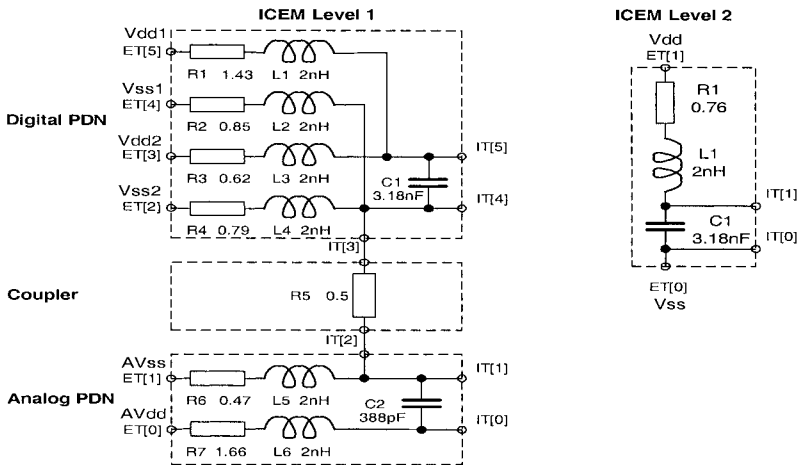 ICEM Level 1
ICEM Level 2
Vdd1
ET[5]
R1 1.43 L1 2nH
Vss1
ET[4]
R2 0.85 L2 2nH
Digital PDN
Vdd2
ET[3]
R3 0.62 L3 2nH
C1
3.18nF
IT[5]
Vss2
ET[2]
R4 0.79 L4 2nH
IT[4]
IT[3]
Coupler
R5 0.5
IT[2]
AVss
ET[1]
R6 0.47 L5 2nH
IT[1]
Analog PDN
C2
388pF
AVdd
ET[0]
R7 1.66 L6 2nH
IT[0]
Vdd
ET[1]
R1
0.76
L1
2nH
IT[1]
C1
3.18nF
IT[0]
ET[0]
Vss